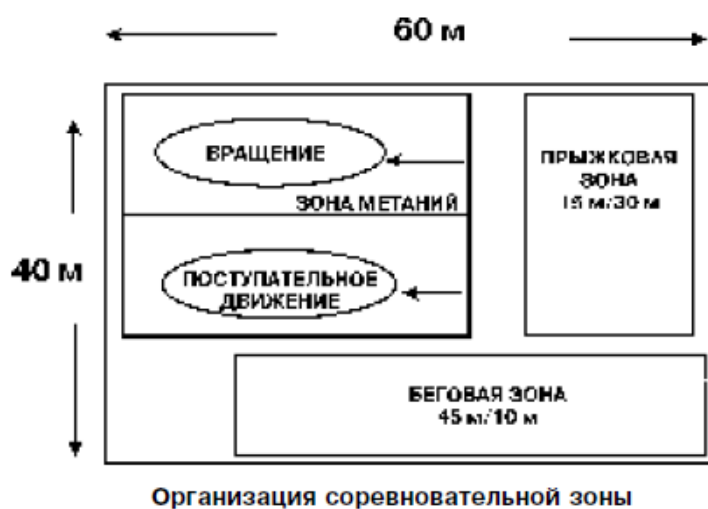 60 м
ВРАЩЕНИЕ
ЗОНА МЕТАНИЙ
ПРЫЖКОВАЯ
ЗОНА
15 м/30 м
40 м
ПОСТУПАТЕЛЬНОЕ
ДВИЖЕНИЕ
БЕГОВАЯ ЗОНА
45 м/10 м
Организация соревновательной зоны